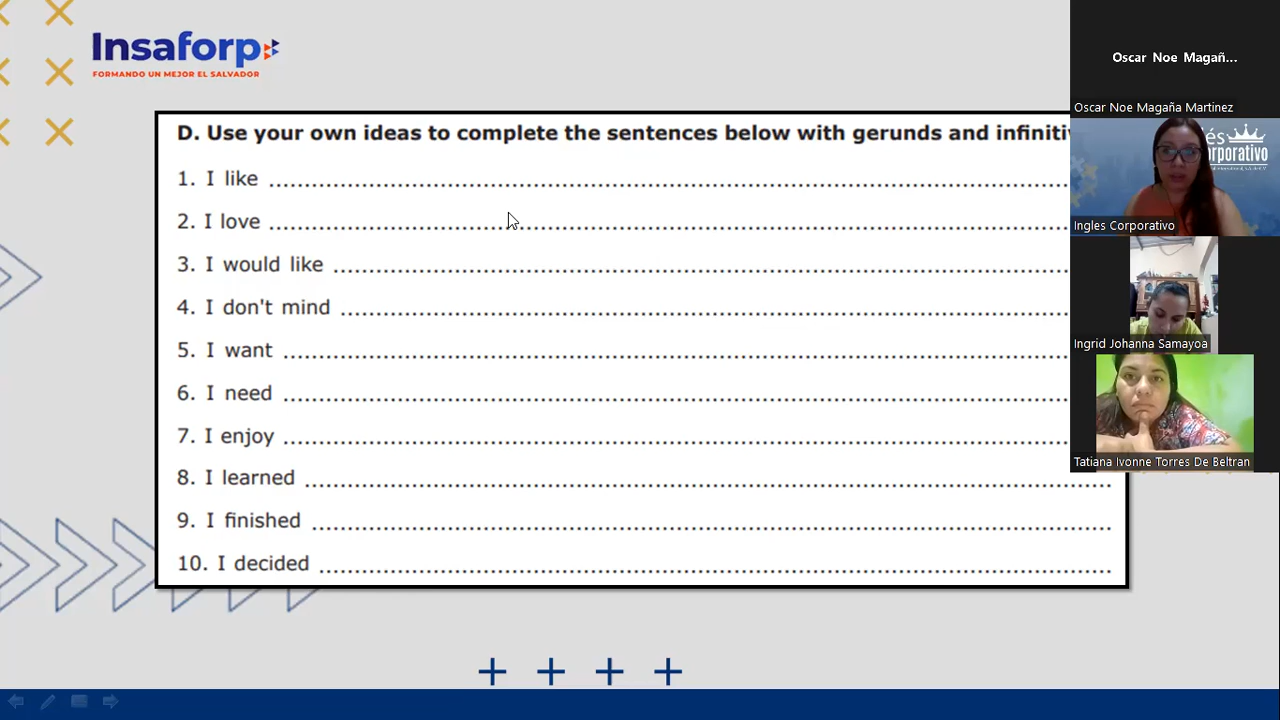 Insaforp
FORMANDO UN MEJOR EL SALVADOR
D. Use your own ideas to complete the sentences below with gerunds and infiniti
1. I like ........................................................................
2. I love ........................................................................
3. I would like ........................................................................
4. I don't mind ........................................................................
5. I want ........................................................................
6. I need ........................................................................
7. I enjoy ........................................................................
8. I learned ........................................................................
9. I finished ........................................................................
10. I decided ........................................................................
Oscar Noe Magañ...
Oscar Noe Magaña Martinez
és
orporativo
Ingles Corporativo
Ingrid Johanna Samayoa
Tatiana Ivonne Torres De Beltran